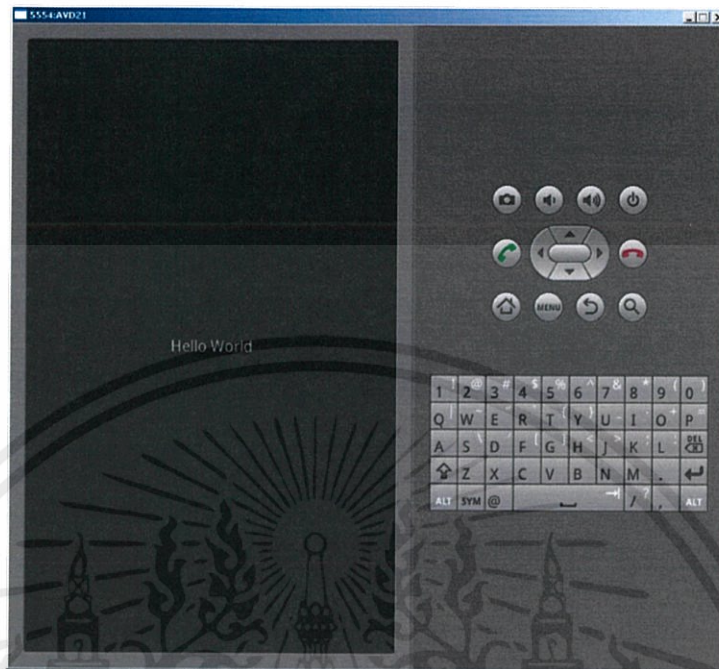 5554:AVD21
Hello World
MENU
1 ! 2 @ 3 # 4 $ 5 % 6 ^ 7 & 8 * 9 ( 0 )
Q | W ~ E " R ` T { Y } U _ I - O + P =
A S \ D ' F [ G ] H < J > K ; L : DEL
Z X C V B N M .
ALT SYM @ / ? , ALT